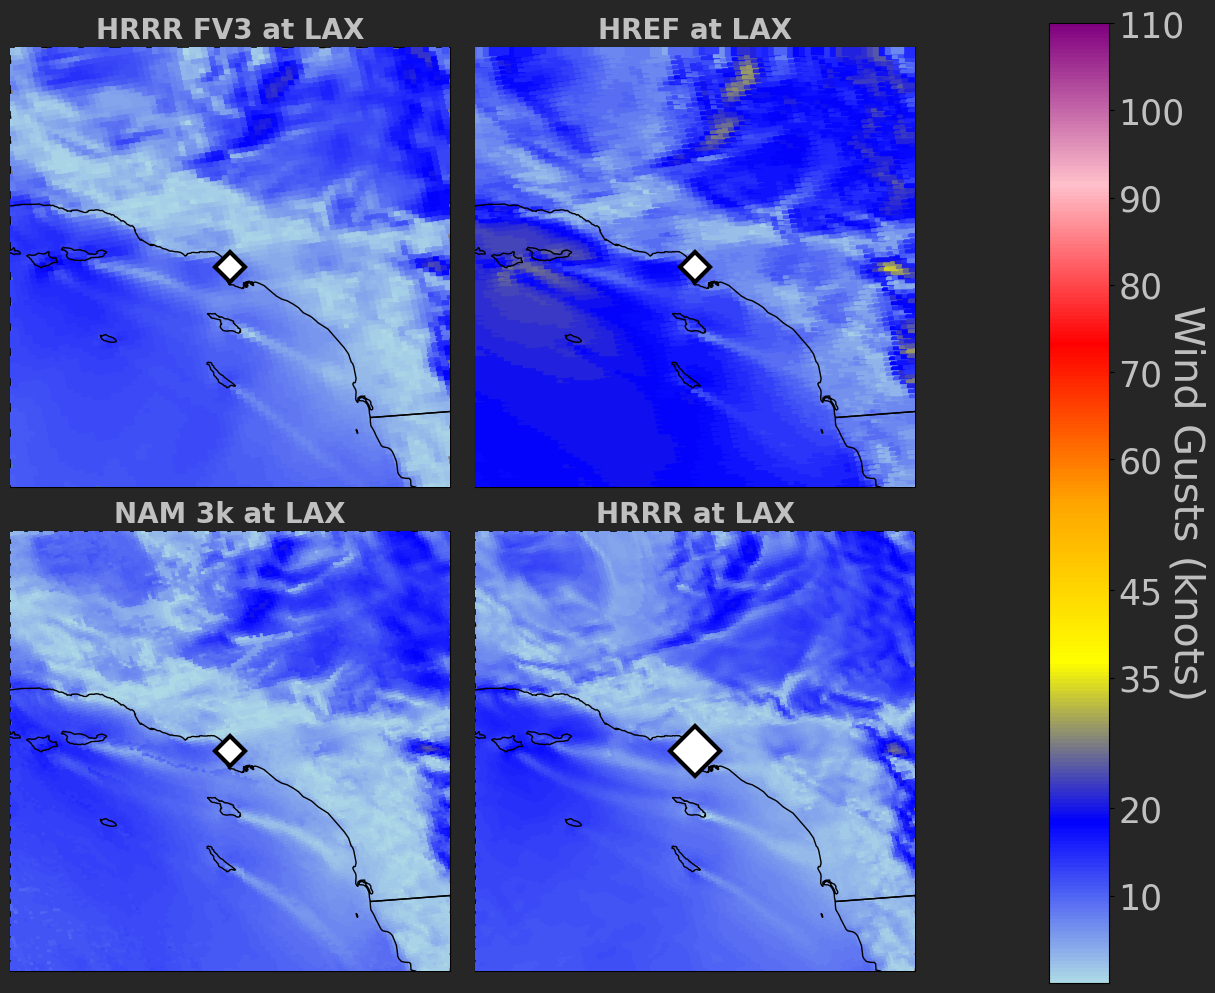 HRRR FV3 at LAX
HREF at LAX
NAM 3k at LAX
HRRR at LAX
110
100
90
80
70
60
45
35
20
10
Wind Gusts (knots)